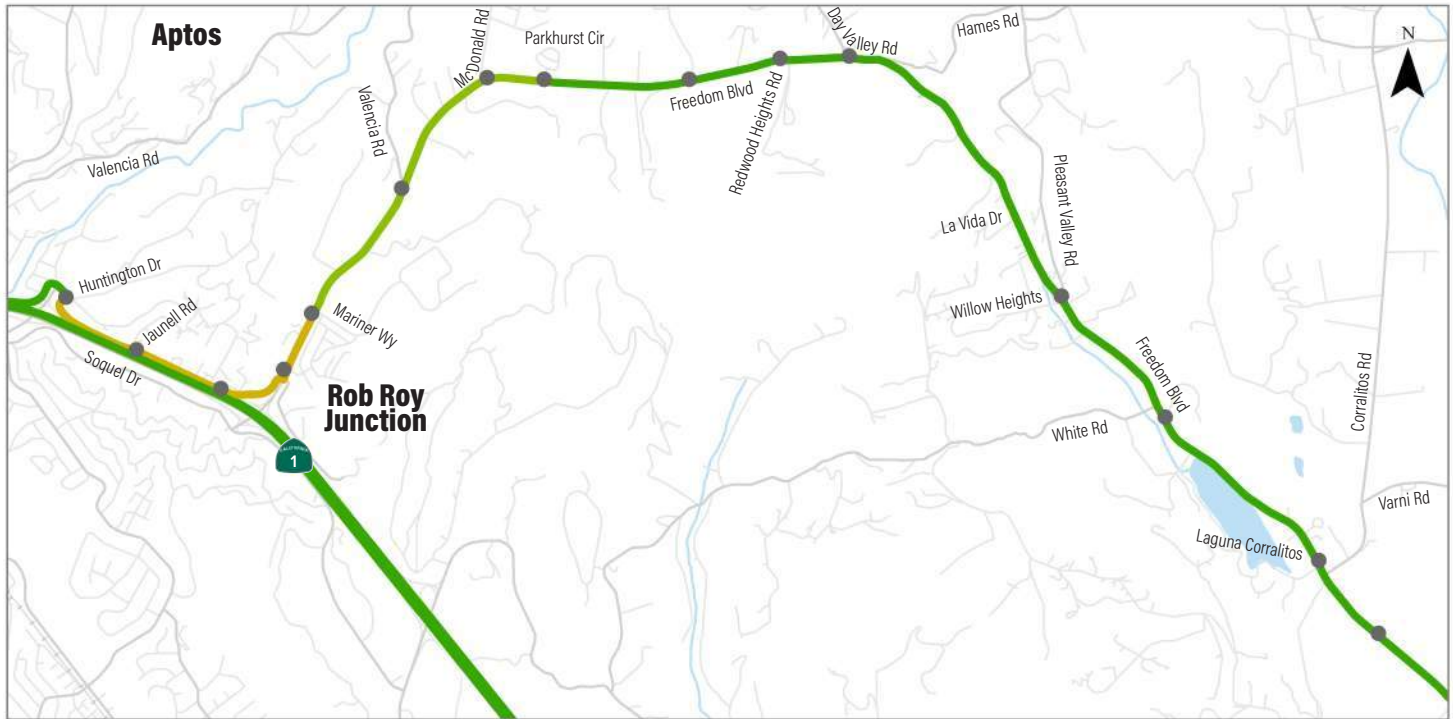 Aptos
McDonald Rd
Parkhurst Cir
Day Valley Rd
Hames Rd
N
Valencia Rd
Freedom Blvd
Redwood Heights Rd
Valencia Rd
Pleasant Valley Rd
La Vida Dr
Huntington Dr
Jaunell Rd
Mariner Wy
Willow Heights
Soquel Dr
Freedom Blvd
Corralitos Rd
Rob Roy
Junction
White Rd
CALIFORNIA
1
Varni Rd
Laguna Corralitos